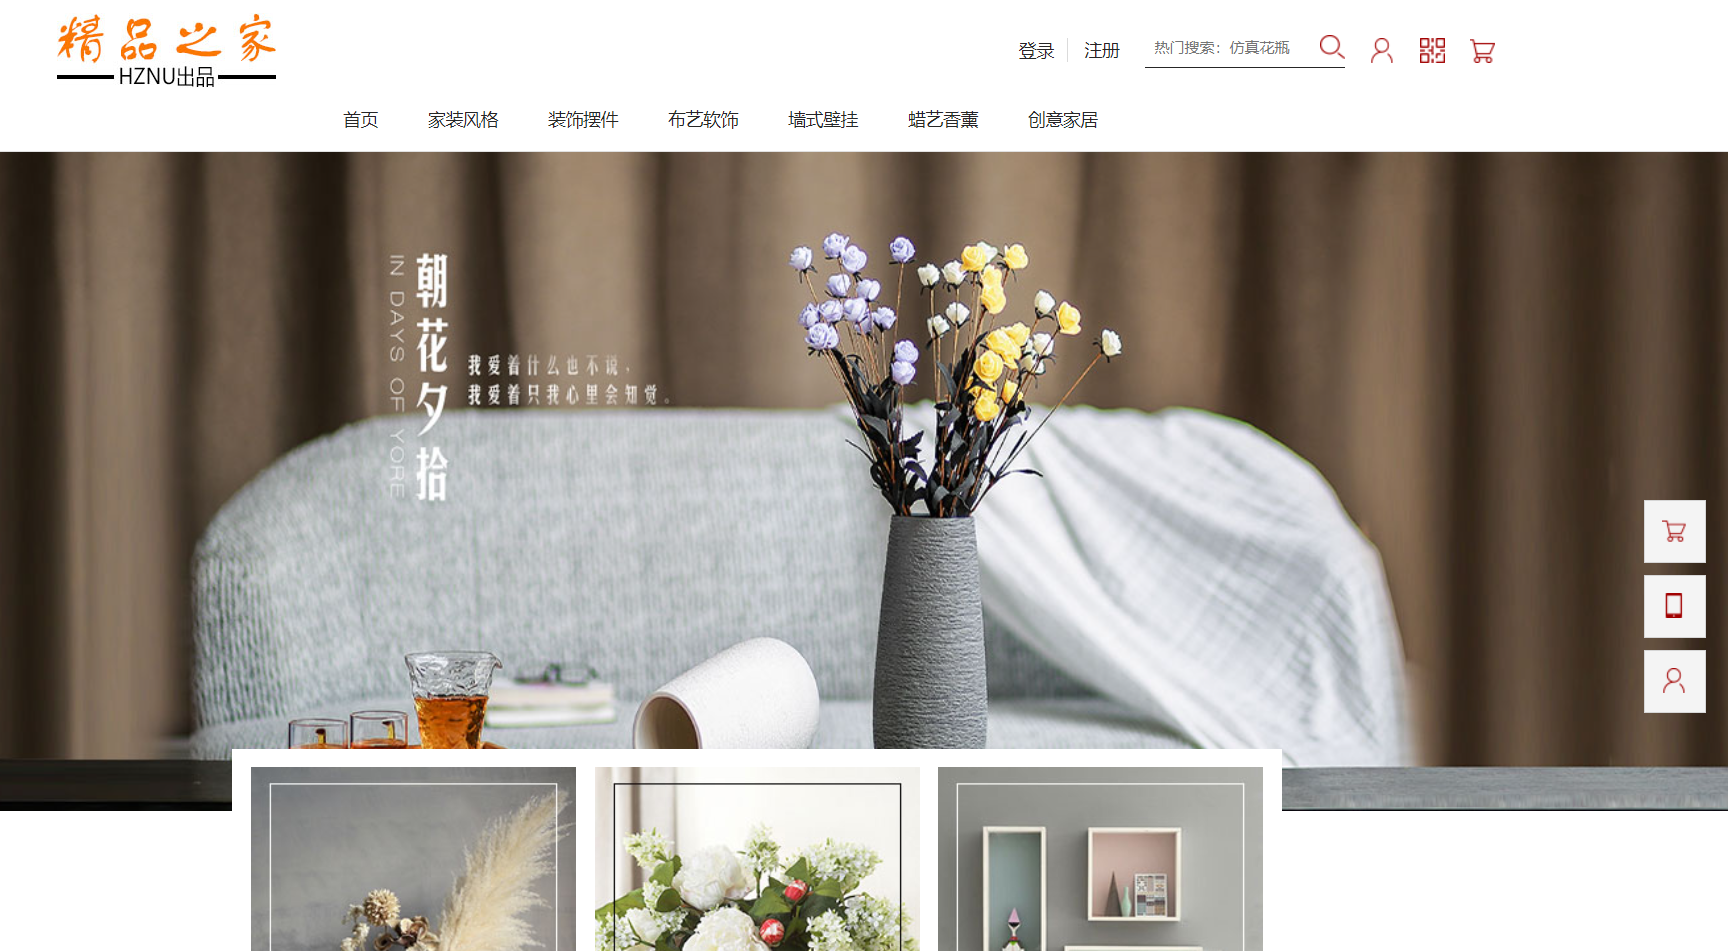 精品之家
HZNU出品
登录
注册
热门搜索：仿真花瓶
首页
家装风格
装饰摆件
布艺软饰
墙式壁挂
蜡艺香薰
创意家居
朝花夕拾
IN DAYS OF YORE
我爱着什么也不说，
我爱着只我心里会知觉。